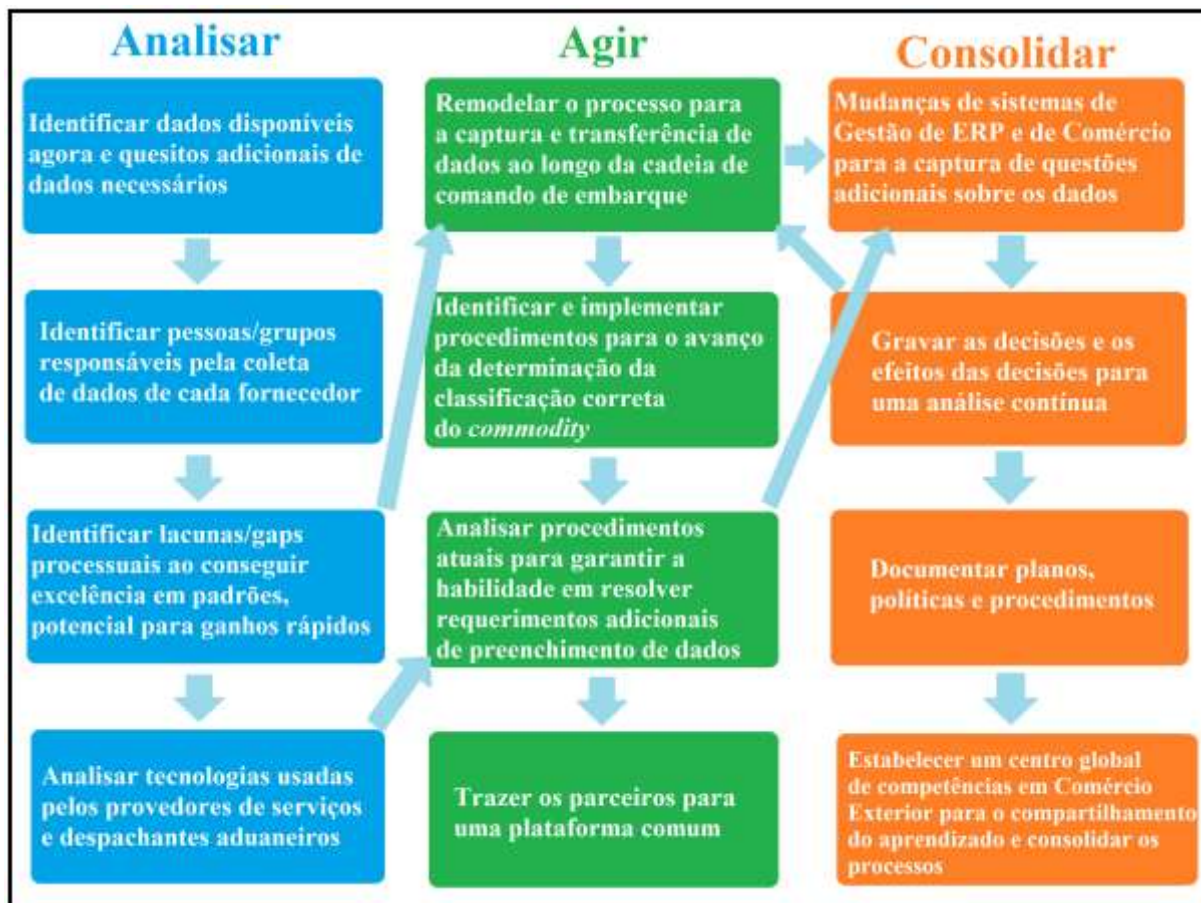 Analisar
Identificar dados disponíveis
agora e quesitos adicionais de
dados necessários
Identificar pessoas/grupos
responsáveis pela coleta
de dados de cada fornecedor
Identificar lacunas/gaps
processuais ao conseguir
excelência em padrões,
potencial para ganhos rápidos
Analisar tecnologias usadas
pelos provedores de serviços
e despachantes aduaneiros
Agir
Remodelar o processo para
a captura e transferência de
dados ao longo da cadeia de
comando de embarque
Identificar e implementar
procedimentos para o avanço
da determinação da
classificação correta
do commodity
Analisar procedimentos
atuais para garantir a
habilidade em resolver
requerimentos adicionais
de preenchimento de dados
Trazer os parceiros para
uma plataforma comum
Consolidar
Mudanças de sistemas de
Gestão de ERP e de Comércio
para a captura de questões
adicionais sobre os dados
Gravar as decisões e os
efeitos das decisões para
uma análise contínua
Documentar planos,
políticas e procedimentos
Estabelecer um centro global
de competências em Comércio
Exterior para o compartilhamento
do aprendizado e consolidar os
processos